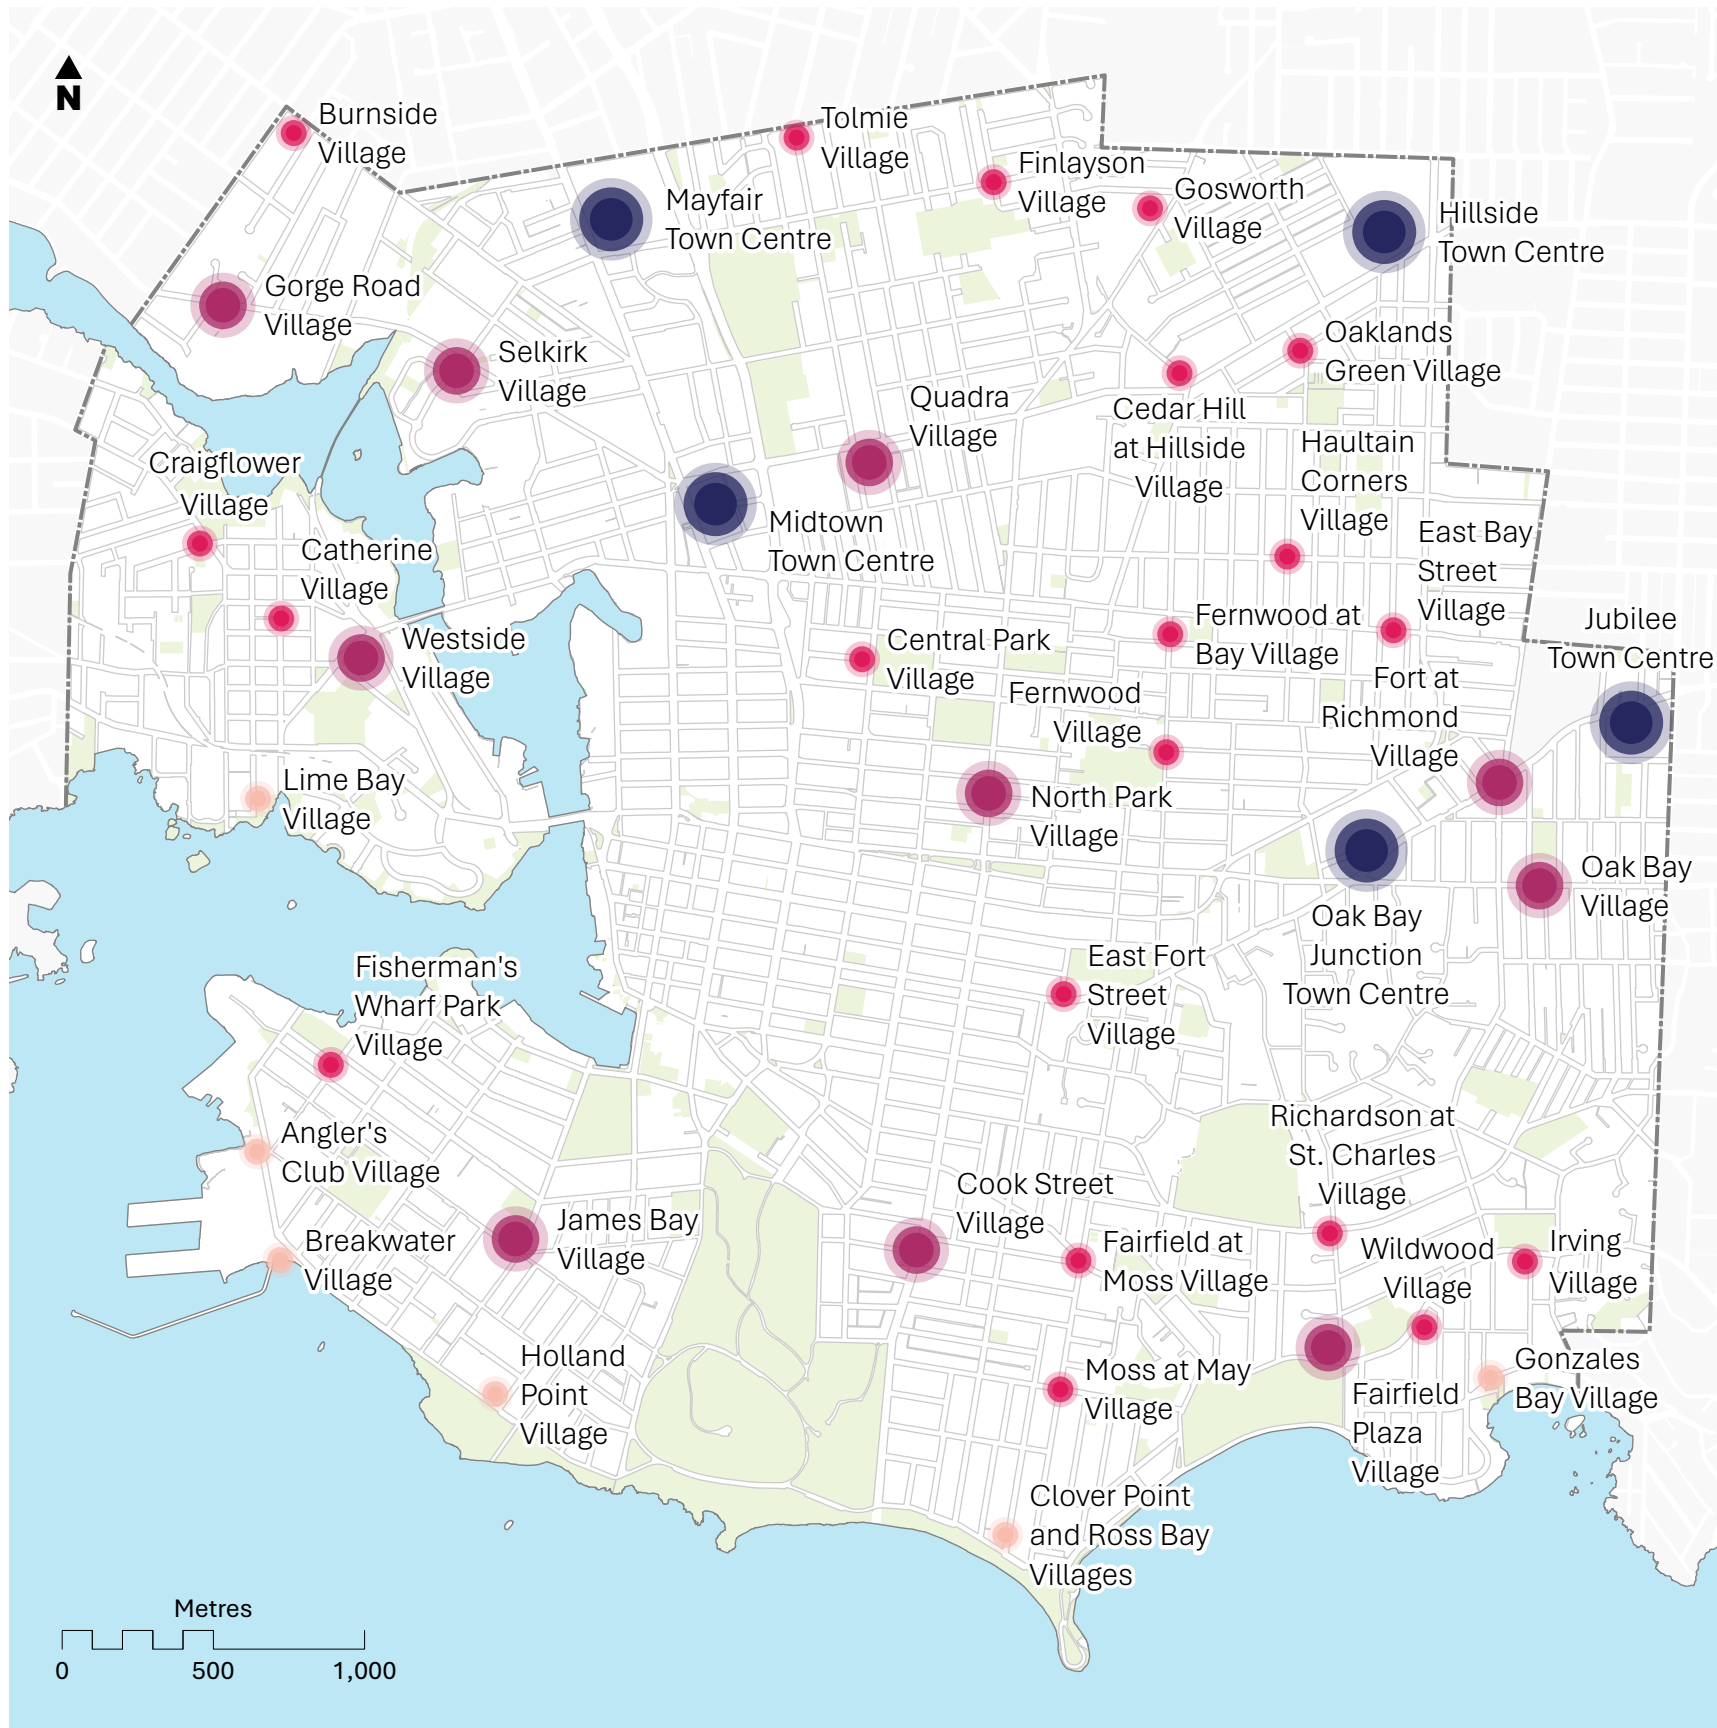 N
Burnside
Village
Tolmie
Village
Finlayson
Village
Gosworth
Village
Mayfair
Town Centre
Hillside
Town Centre
Gorge Road
Village
Selkirk
Village
Oaklands
Green Village
Quadra
Village
Cedar Hill
at Hillside
Village
Haultain
Corners
Village
Craigflower
Village
Midtown
Town Centre
East Bay
Street
Village
Catherine
Village
Westside
Village
Central Park
Village
Fernwood at
Bay Village
Jubilee
Town Centre
Fernwood
Village
Fort at
Richmond
Village
Lime Bay
Village
North Park
Village
Oak Bay
Village
Oak Bay
Junction
Town Centre
Fisherman's
Wharf Park
Village
East Fort
Street
Village
Angler's
Club Village
Richardson at
St. Charles
Village
Cook Street
Village
James Bay
Village
Breakwater
Village
Fairfield at
Moss Village
Wildwood
Village
Irving
Village
Holland
Point
Village
Moss at May
Village
Fairfield
Plaza
Village
Gonzales
Bay Village
Clover Point
and Ross Bay
Villages
Metres
0 500 1,000